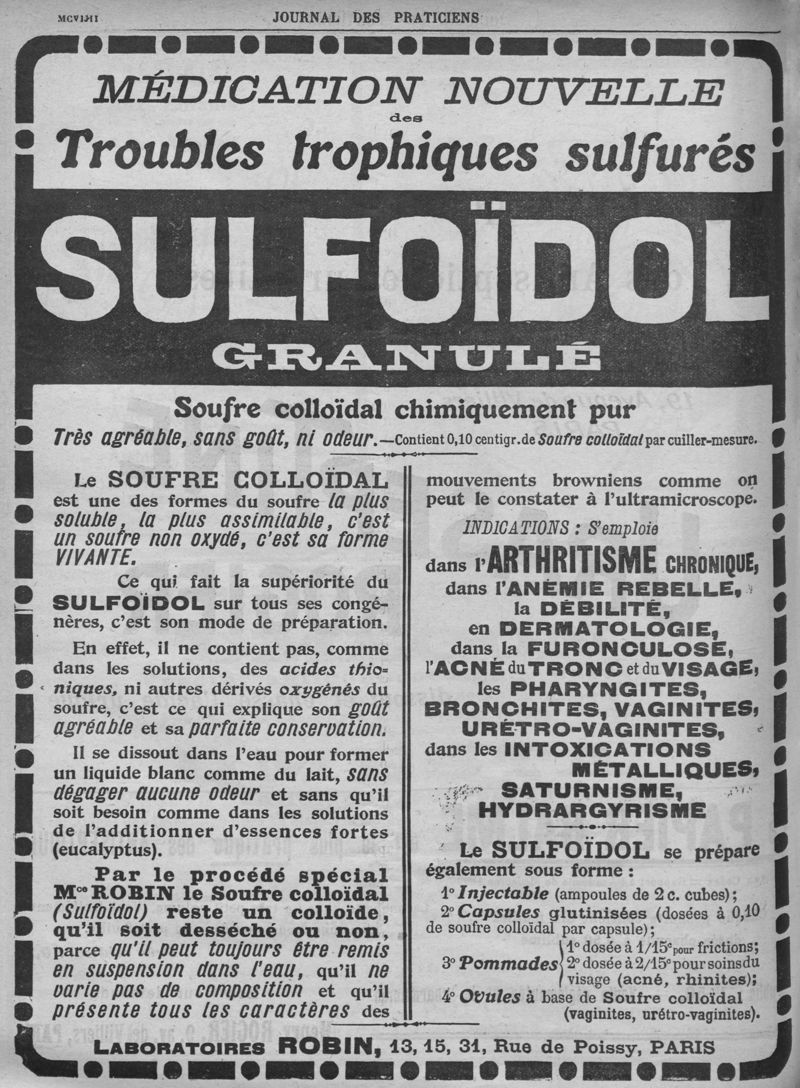 JOURNAL DES PRATICIENS
MÉDICATION NOUVELLE
des
Troubles trophiques sulfurés
SULFOÏDOL
GRANULÉ
Soufre colloïdal chimiquement pur
Très agréable, sans goût, ni odeur.—Contient 0,10 centigr. de Soufre colloïdal par cuiller-mesure.
Le SOUFRE COLLOÏDAL
est une des formes du soufre la plus
soluble, la plus assimilable, c'est
un soufre non oxydé, c'est sa forme
VIVANTE.
Ce qui fait la supériorité du
SULFOÏDOL sur tous ses congé-
nères, c'est son mode de préparation.
En effet, il ne contient pas, comme
dans les solutions, des acides thio-
niques, ni autres dérivés oxygénés du
soufre, c'est ce qui explique son goût
agréable et sa parfaite conservation.
Il se dissout dans l'eau pour former
un liquide blanc comme du lait, sans
dégager aucune odeur et sans qu'il
soit besoin comme dans les solutions
de l'additionner d'essences fortes
(eucalyptus).
Par le procédé spécial
Mon ROBIN le Soufre colloïdal
(Sulfoïdol) reste un colloïde,
qu'il soit desséché ou non,
parce qu'il peut toujours être remis
en suspension dans l'eau, qu'il ne
varie pas de composition et qu'il
présente tous les caractères des
mouvements browniens comme on
peut le constater à l'ultramicroscope.
INDICATIONS : S'emploie
dans l'ARTHRITISME CHRONIQUE,
dans l'ANÉMIE REBELLE,
la DÉBILITÉ,
en DERMATOLOGIE,
dans la FURONCULOSE,
l'ACNÉ du TRONC et du VISAGE,
les PHARYNGITES,
BRONCHITES, VAGINITES,
URÉTRO-VAGINITES,
dans les INTOXICATIONS
MÉTALLIQUES,
SATURNISME,
HYDRARGYRISME
Le SULFOÏDOL se prépare
également sous forme :
1º Injectable (ampoules de 2 c. cubes) ;
2º Capsules glutinisées (dosées à 0,10
de soufre colloïdal par capsule) ;
3º Pommades { 1º dosée à 1/15e pour frictions ;
2º dosée à 2/15e pour soins du
visage (acné, rhinites) ;
4º Ovules à base de Soufre colloïdal
(vaginites, urétro-vaginites).
LABORATOIRES ROBIN, 13, 15, 31, Rue de Poissy, PARIS